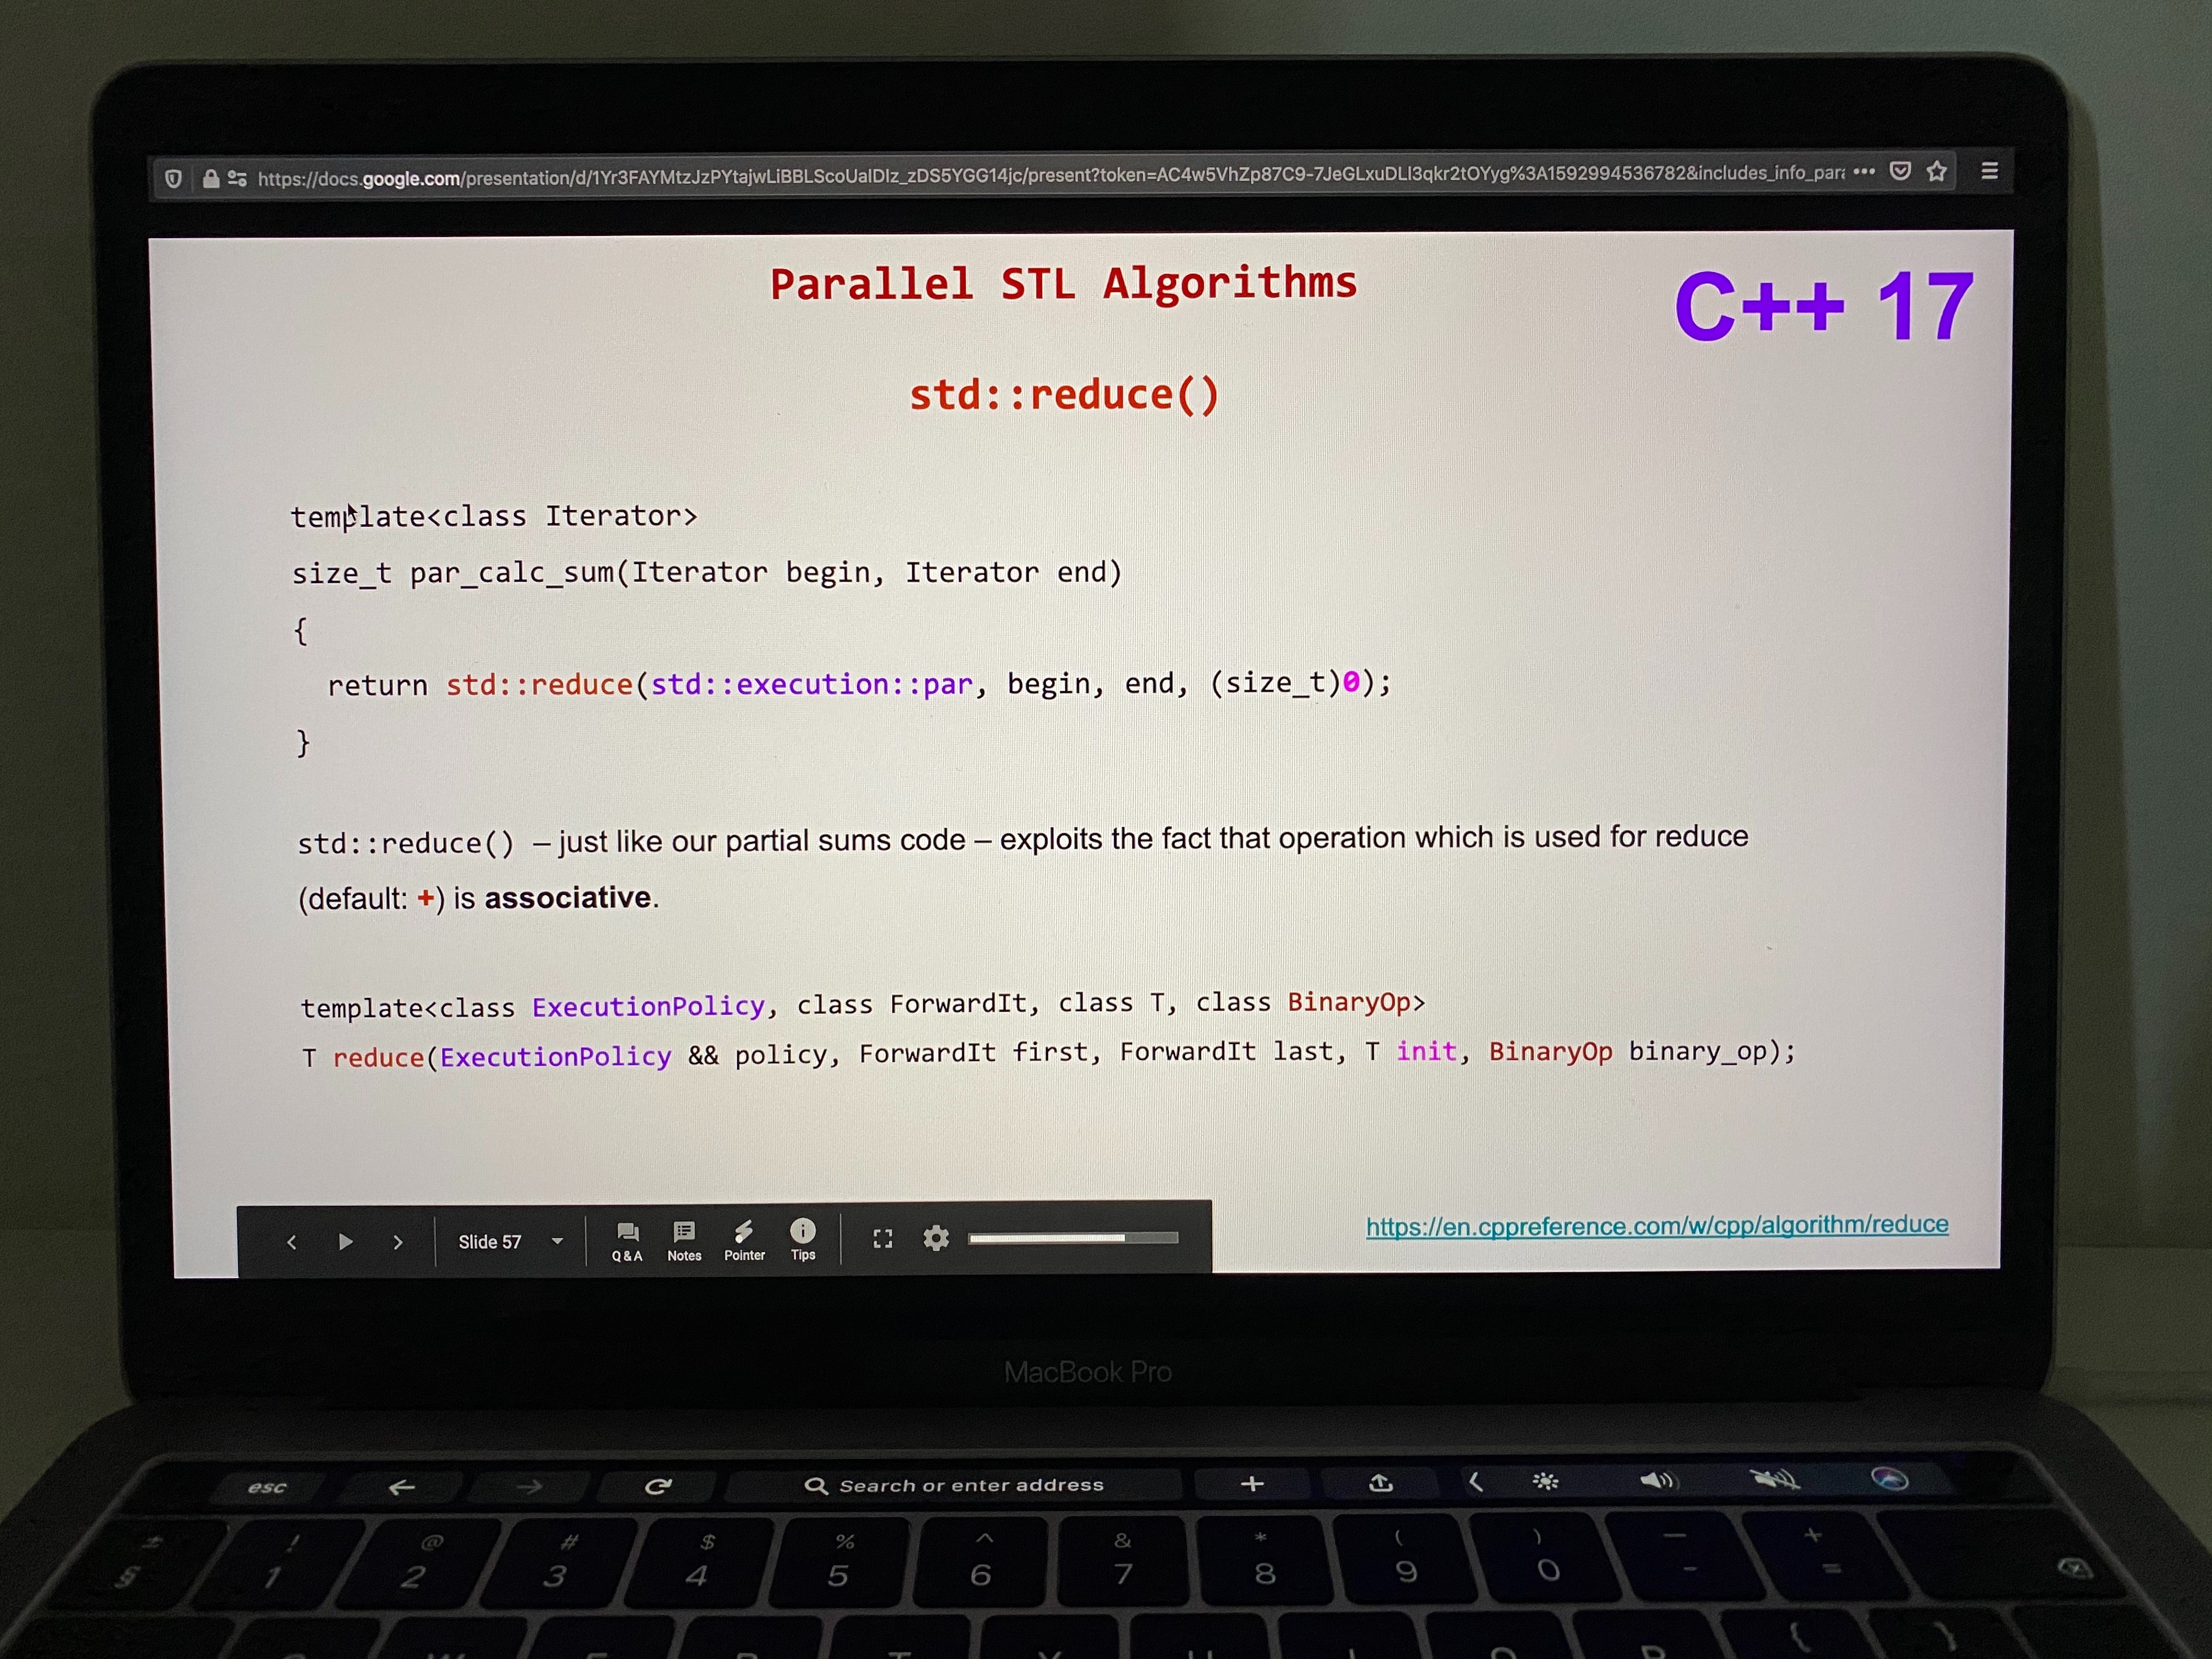 https://docs.google.com/presentation/d/1Yr3FAYMtzJzPYtajwLiBBLScoUaIDIz_zDS5YGG14jc/present?token=AC4w5VhZp87C9-7JeGLxuDLI3qkr2tOYyg%3A1592994536782&includes_info_para
Parallel STL Algorithms
C++ 17
std::reduce()
template<class Iterator>
size_t par_calc_sum(Iterator begin, Iterator end)
{
return std::reduce(std::execution::par, begin, end, (size_t)0);
}
std::reduce() – just like our partial sums code – exploits the fact that operation which is used for reduce
(default: +) is associative.
template<class ExecutionPolicy, class ForwardIt, class T, class BinaryOp>
T reduce(ExecutionPolicy && policy, ForwardIt first, ForwardIt last, T init, BinaryOp binary_op);
https://en.cppreference.com/w/cpp/algorithm/reduce
Slide 57 Q&A Notes Pointer Tips
MacBook Pro
esc Search or enter address
± ! @ # $ % ^ & * ( ) — +
§ 1 2 3 4 5 6 7 8 9 0 - =
{ }